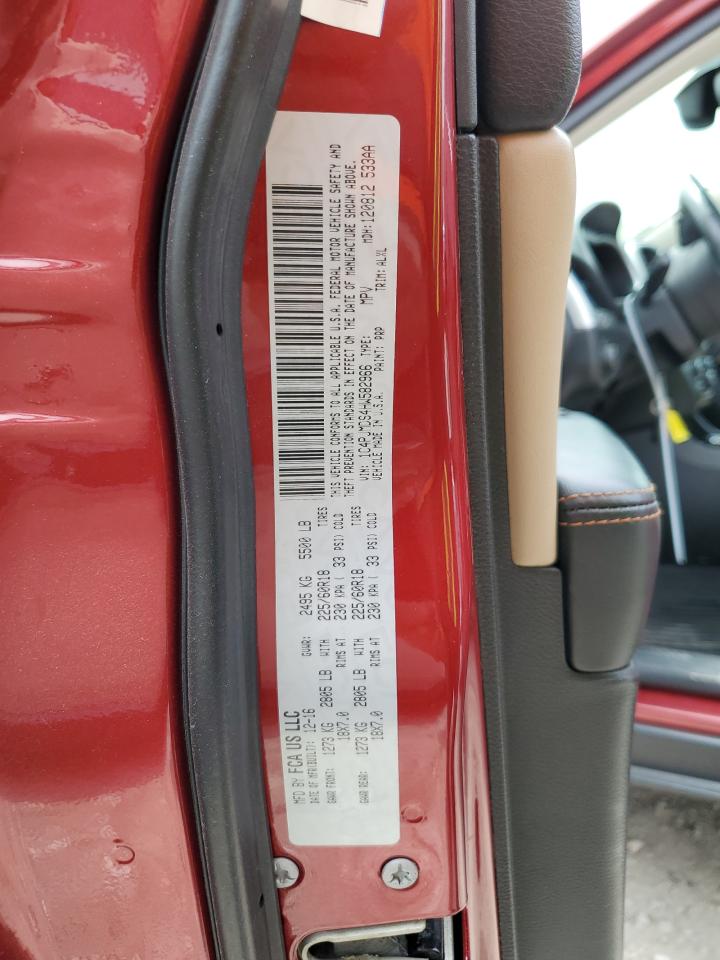 MFD BY FCA US LLC
DATE OF MFR(BUILT): 12-16 GVWR: 2495 KG 5500 LB
GAWR FRONT: WITH TIRES
1273 KG 2805 LB 225/60R18
RIMS AT
18X7.0 230 KPA ( 33 PSI) COLD
GAWR REAR: WITH TIRES
1273 KG 2805 LB 225/60R18
RIMS AT
18X7.0 230 KPA ( 33 PSI) COLD
THIS VEHICLE CONFORMS TO ALL APPLICABLE U.S.A. FEDERAL MOTOR VEHICLE SAFETY AND
THEFT PREVENTION STANDARDS IN EFFECT ON THE DATE OF MANUFACTURE SHOWN ABOVE.
VIN: 1C4PJMDS4HW582966 TYPE: MPV MDH: 120812 533AA
VEHICLE MADE IN U.S.A. PAINT: PRP TRIM: ALXL